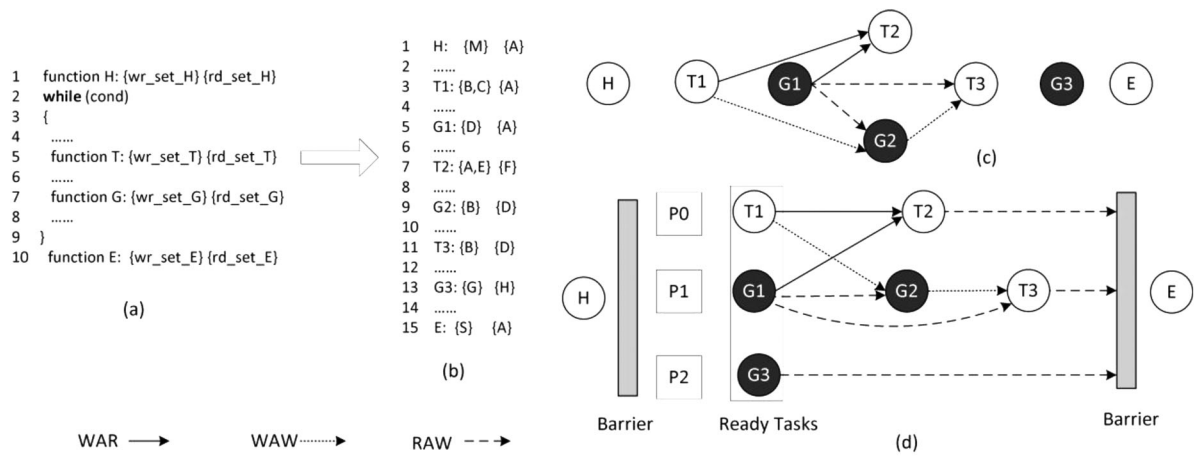 1 function H: {wr_set_H} {rd_set_H}
2 while (cond)
3 {
4 ......
5 function T: {wr_set_T} {rd_set_T}
6 ......
7 function G: {wr_set_G} {rd_set_G}
8 ......
9 }
10 function E: {wr_set_E} {rd_set_E}
(a)
1 H: {M} {A}
2 ......
3 T1: {B,C} {A}
4 ......
5 G1: {D} {A}
6 ......
7 T2: {A,E} {F}
8 ......
9 G2: {B} {D}
10 ......
11 T3: {B} {D}
12 ......
13 G3: {G} {H}
14 ......
15 E: {S} {A}
(b)
T2
H T1 G1 T3 G3 E
G2
(c)
P0 T1 T2
H P1 G1 G2 T3 E
P2 G3
Barrier Ready Tasks Barrier
(d)
WAR WAW RAW